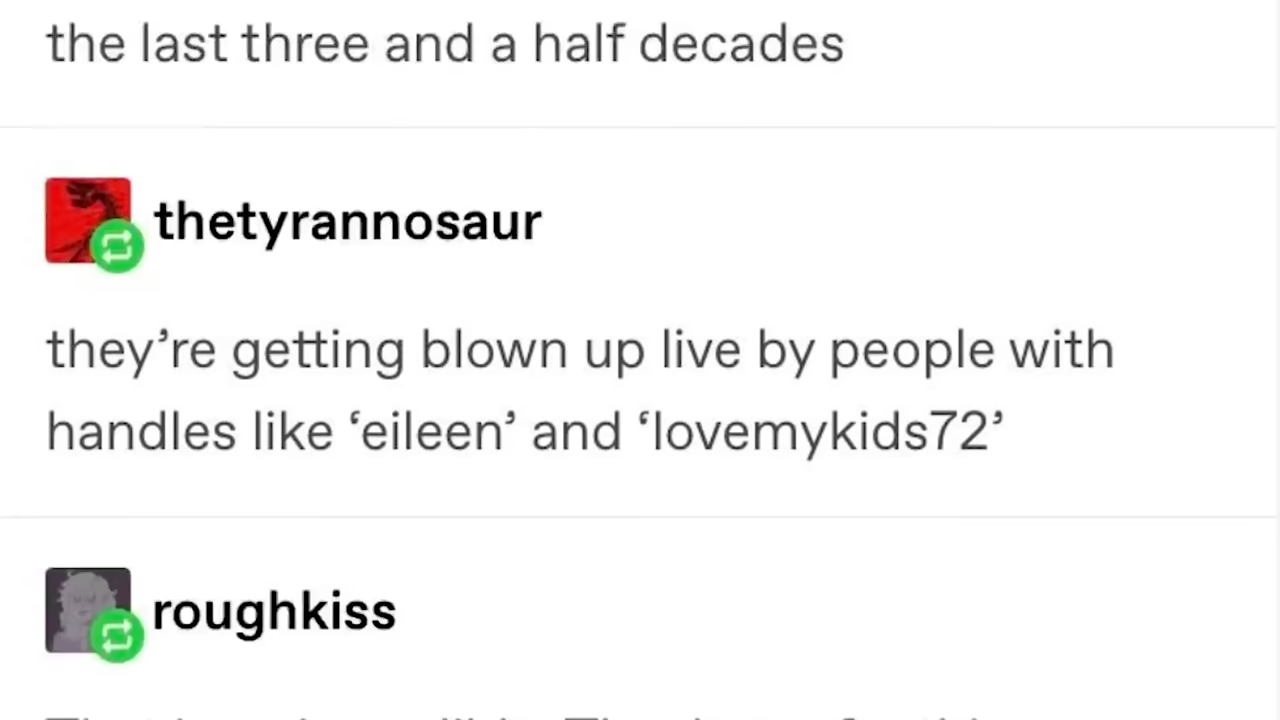 the last three and a half decades
thetyrannosaur
they’re getting blown up live by people with
handles like ‘eileen’ and ‘lovemykids72’
roughkiss